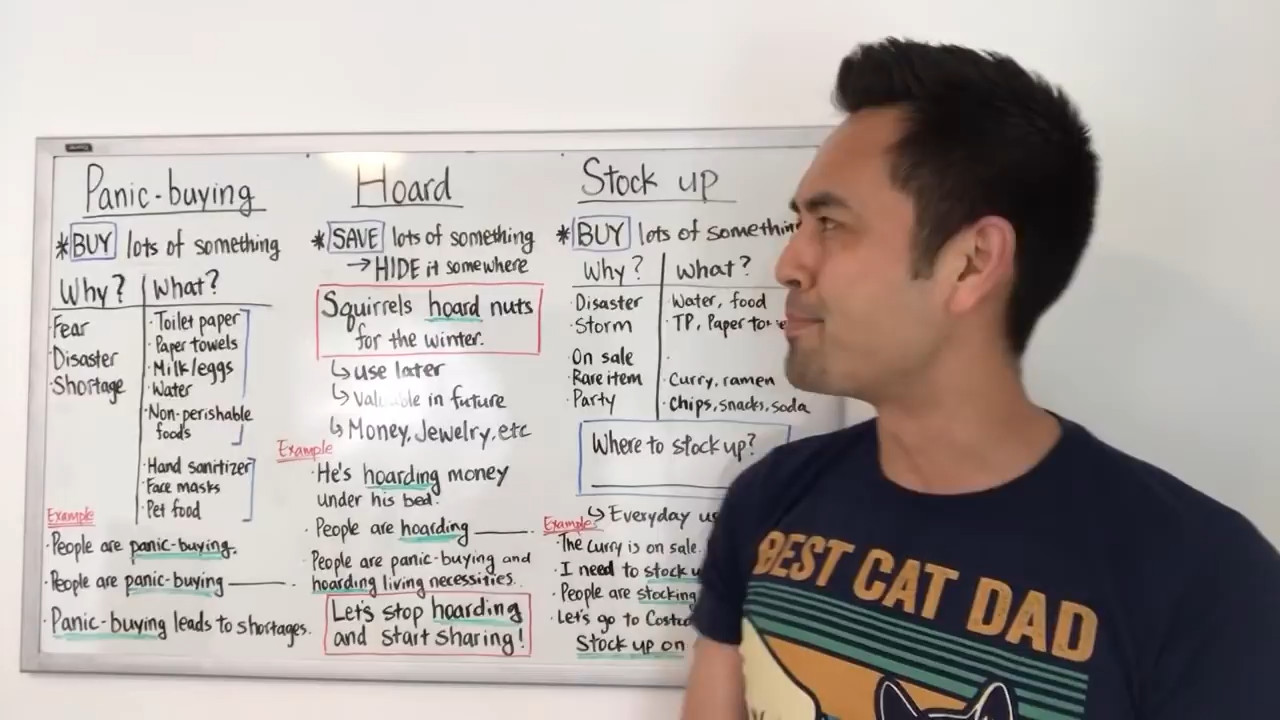 Panic-buying
*BUY lots of something
Why? What?
Fear
Disaster
Shortage
· Toilet paper
· Paper towels
· Milk/eggs
· Water
· Non-perishable
foods
· Hand sanitizer
· Face masks
· Pet food
Example
· People are panic-buying.
· People are panic-buying ______.
· Panic-buying leads to shortages.
Hoard
*SAVE lots of something
→ HIDE it somewhere
Squirrels hoard nuts
for the winter.
↳ use later
↳ Valuable in future
↳ Money, Jewelry, etc
Example
· He's hoarding money
under his bed.
· People are hoarding ______.
· People are panic-buying and
hoarding living necessities.
Let's stop hoarding
and start sharing!
Stock up
*BUY lots of something
Why? What?
· Disaster
· Storm
· On sale
· Rare item
· Party
· Water, food
· TP, Paper
·
· Curry, ramen
· Chips, snacks, soda
Where to stock up?
↳ Everyday
Examples
· The curry is on sale.
· I need to stock
· People are stocking
· Let's go to Costco
Stock up on
BEST CAT DAD